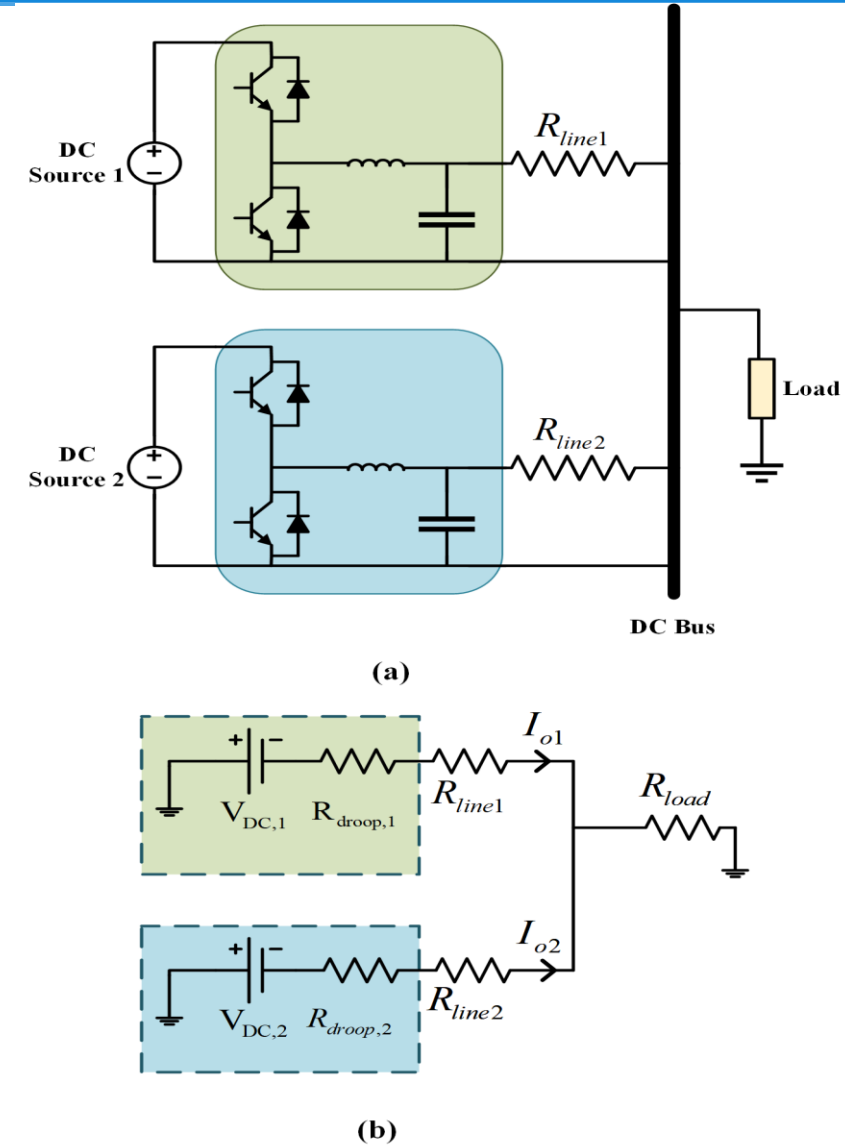 R_line1
DC
Source 1
+
−
Load
R_line2
DC
Source 2
+
−
DC Bus
(a)
I_o1
+ −
R_load
V_DC,1 R_droop,1 R_line1
I_o2
+ −
V_DC,2 R_droop,2 R_line2
(b)